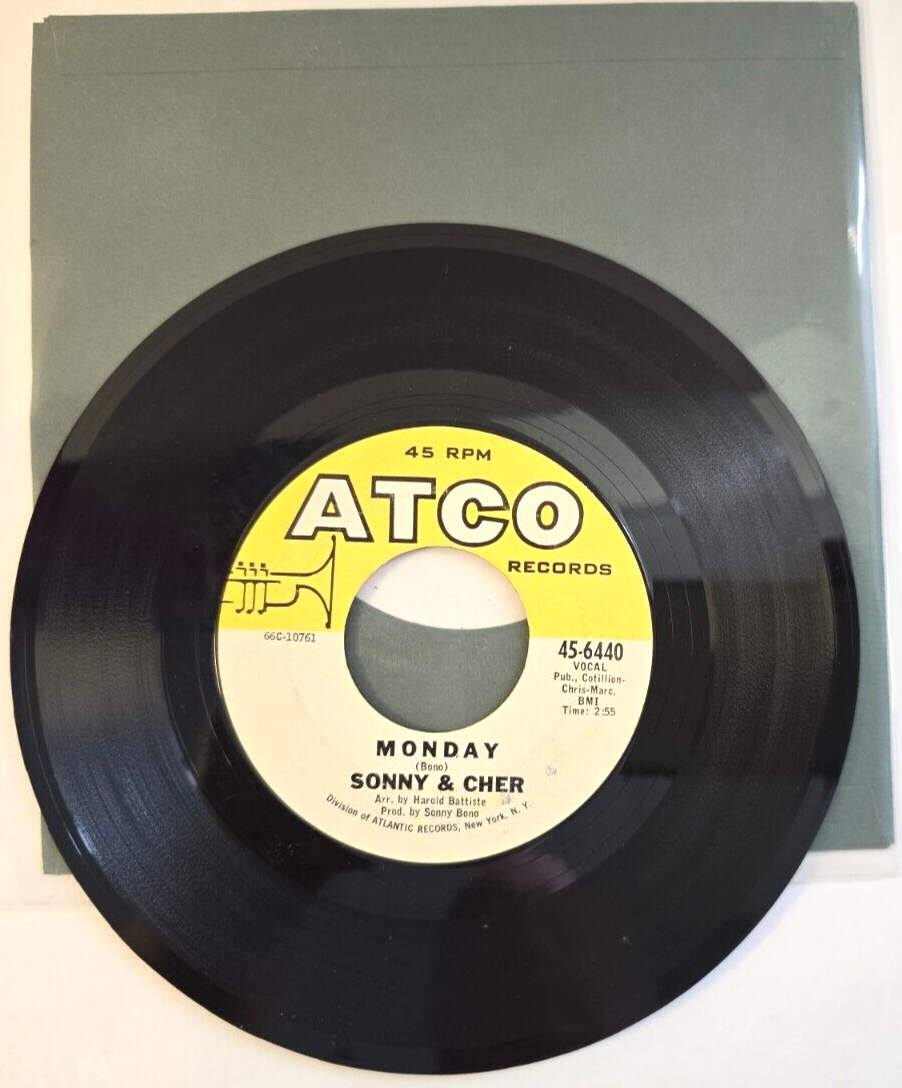 45 RPM
ATCO
RECORDS
66C-10761
45-6440
VOCAL
Pub., Cotillion-
Chris-Marc.
BMI
Time: 2:55
MONDAY
(Bono)
SONNY & CHER
Arr. by Harold Battiste
Prod. by Sonny Bono
Division of ATLANTIC RECORDS, New York, N. Y.